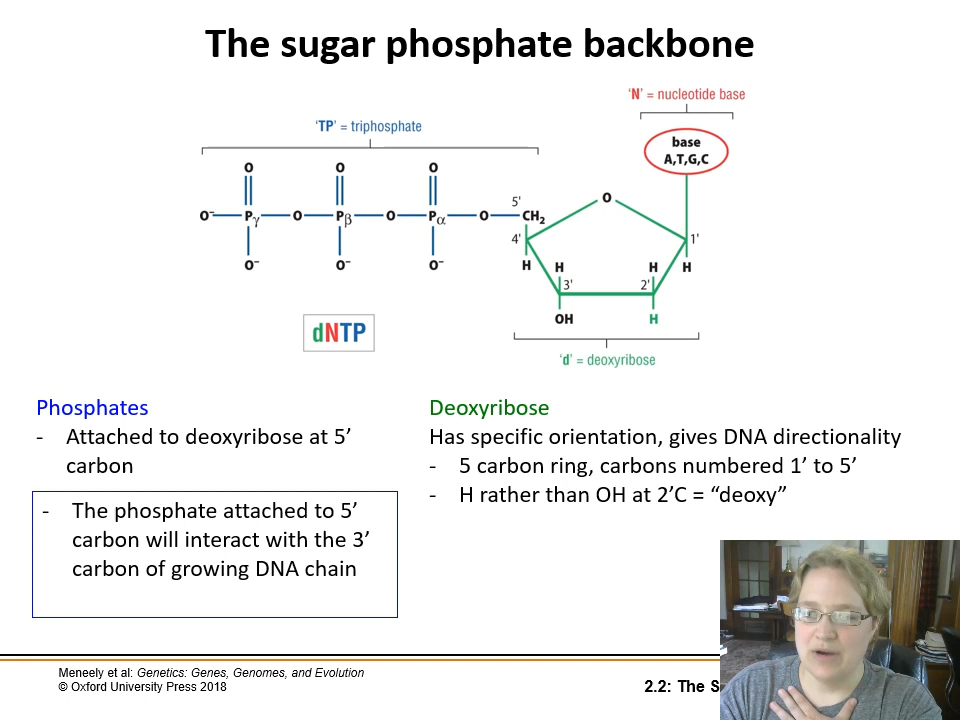 The sugar phosphate backbone
'N' = nucleotide base
'TP' = triphosphate
base
A,T,G,C
O O O O
5'
O⁻ Pγ O Pβ O Pα O CH₂
4' 1'
O⁻ O⁻ O⁻ H H H H
3' 2'
OH H
dNTP
'd' = deoxyribose
Phosphates
- Attached to deoxyribose at 5'
carbon
- The phosphate attached to 5'
carbon will interact with the 3'
carbon of growing DNA chain
Deoxyribose
Has specific orientation, gives DNA directionality
- 5 carbon ring, carbons numbered 1' to 5'
- H rather than OH at 2'C = “deoxy”
Meneely et al: Genetics: Genes, Genomes, and Evolution
© Oxford University Press 2018
2.2: The S